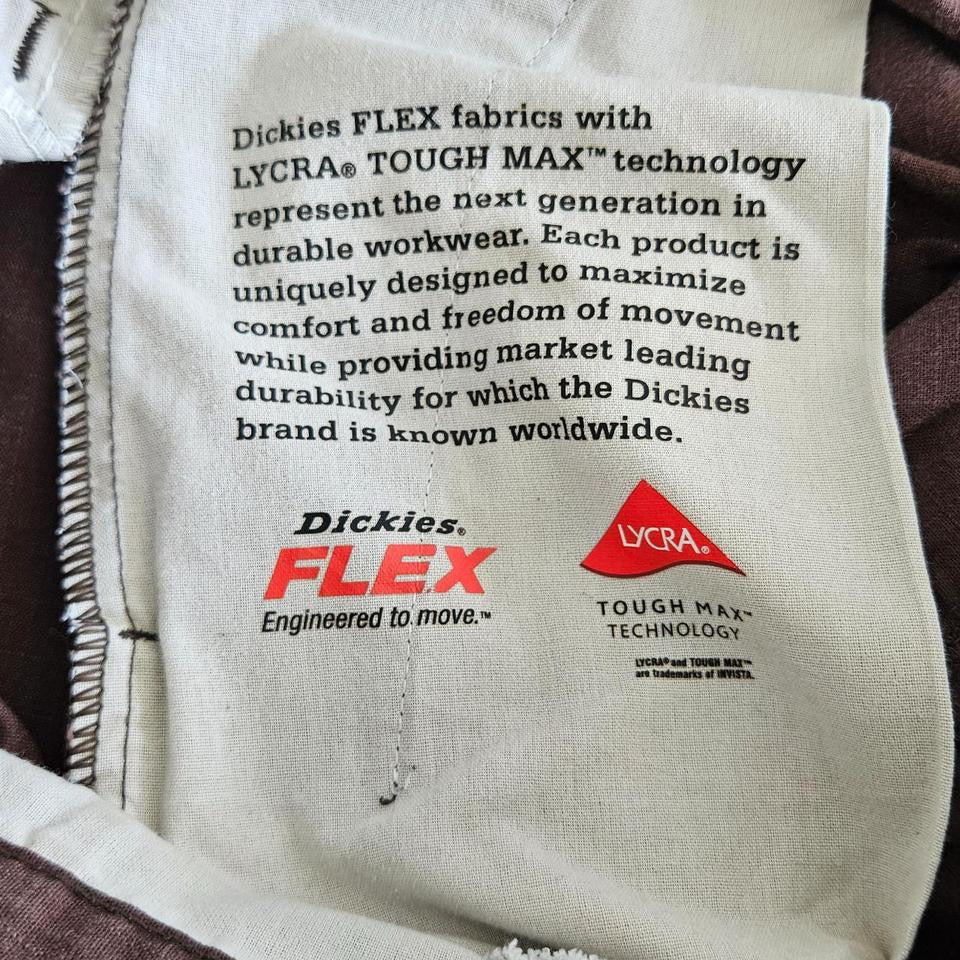 Dickies FLEX fabrics with
LYCRA® TOUGH MAX™ technology
represent the next generation in
durable workwear. Each product is
uniquely designed to maximize
comfort and freedom of movement
while providing market leading
durability for which the Dickies
brand is known worldwide.
Dickies®
FLEX
Engineered to move.™
LYCRA®
TOUGH MAX™
TECHNOLOGY
LYCRA® and TOUGH MAX™
are trademarks of INVISTA.